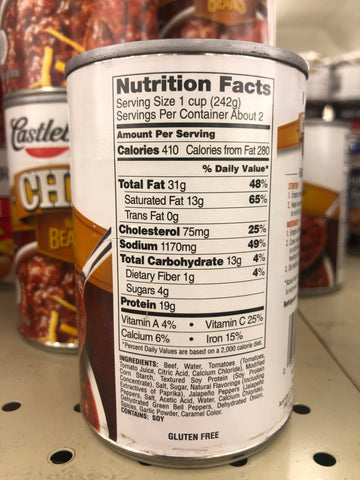 BEANS
Castleb
CH
BEA
Nutrition Facts
Serving Size 1 cup (242g)
Servings Per Container About 2
Amount Per Serving
Calories 410 Calories from Fat 280
% Daily Value*
Total Fat 31g 48%
Saturated Fat 13g 65%
Trans Fat 0g
Cholesterol 75mg 25%
Sodium 1170mg 49%
Total Carbohydrate 13g 4%
Dietary Fiber 1g 4%
Sugars 4g
Protein 19g
Vitamin A 4% • Vitamin C 25%
Calcium 6% • Iron 15%
*Percent Daily Values are based on a 2,000 calorie diet.
INGREDIENTS: Beef, Water, Tomatoes (Tomatoes,
Tomato Juice, Citric Acid, Calcium Chloride), Modified
Corn Starch, Textured Soy Protein (Soy Protein
Concentrate), Salt, Sugar, Natural Flavorings (Including
Extractives of Paprika), Jalapeño Peppers (Jalapeño
Peppers, Salt, Acetic Acid, Water, Calcium Chloride),
Dehydrated Green Bell Peppers, Dehydrated Onion,
Spices, Garlic Powder, Caramel Color.
CONTAINS: SOY
GLUTEN FREE